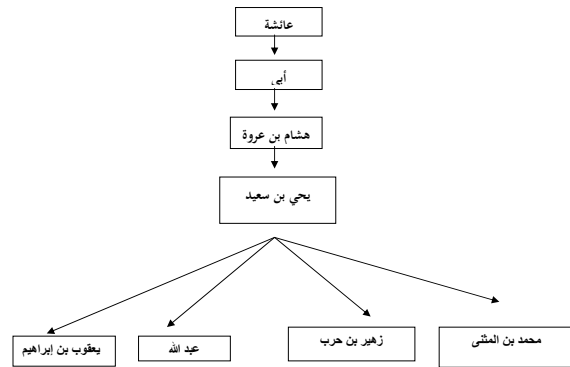 عائشة
أبي
هشام بن عروة
يحي بن سعيد
محمد بن المثنى
زهير بن حرب
عبد الله
يعقوب بن إبراهيم